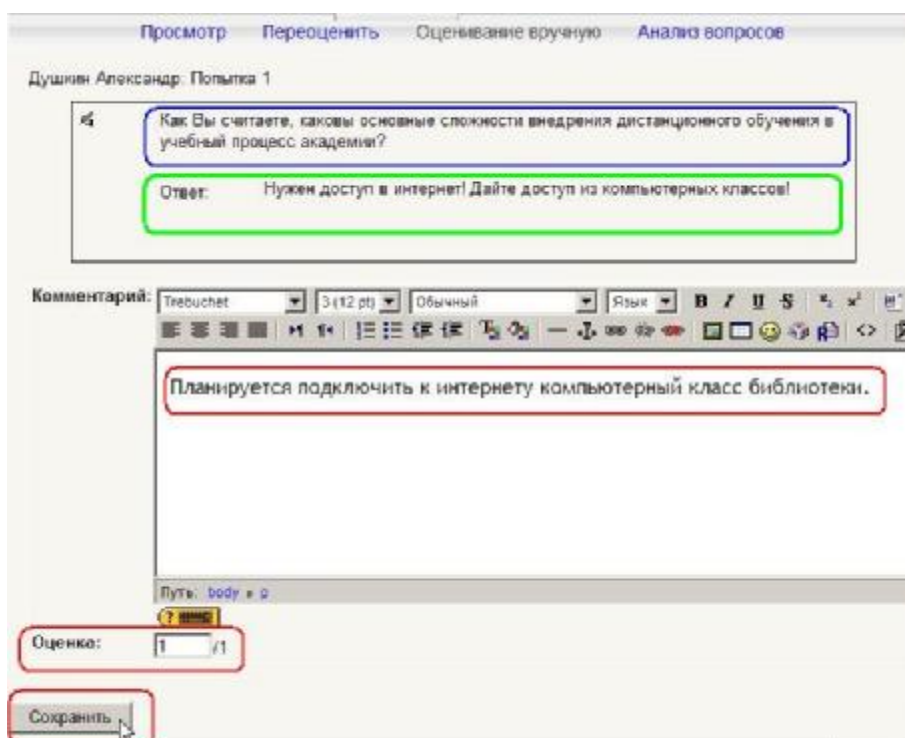 Просмотр Переоценить Оценивание вручную Анализ вопросов
Душкин Александр: Попытка 1
Как Вы считаете, каковы основные сложности внедрения дистанционного обучения в
учебный процесс академии?
Ответ: Нужен доступ в интернет! Дайте доступ из компьютерных классов!
Комментарий: Trebuchet 3 (12 pt) Обычный Язык B I U S
Планируется подключить к интернету компьютерный класс библиотеки.
Путь: body » p
Оценка: 1 /1
Сохранить